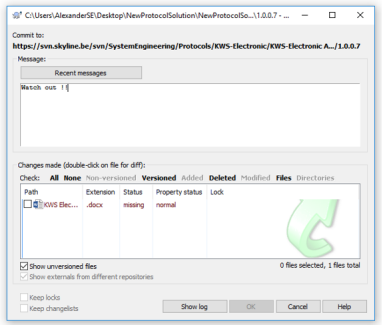 C:\Users\AlexanderSE\Desktop\NewProtocolSolution\NewProtocolSo...\1.0.0.7 - ...
Commit to:
https://svn.skyline.be/svn/SystemEngineering/Protocols/KWS-Electronic/KWS-Electronic A.../1.0.0.7
Message:
Recent messages
Watch out !!
Changes made (double-click on file for diff):
Check: All None Non-versioned Versioned Added Deleted Modified Files Directories
Path Extension Status Property status Lock
KWS Elec... .docx missing normal
Show unversioned files 0 files selected, 1 files total
Show externals from different repositories
Keep locks
Keep changelists
Show log OK Cancel Help